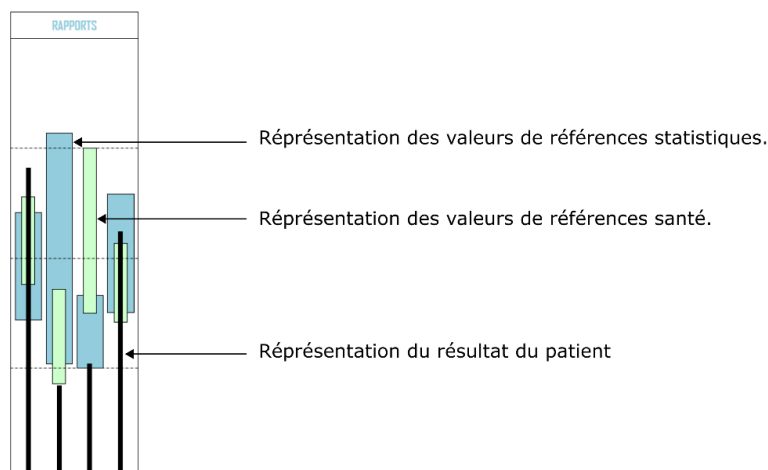 RAPPORTS
Réprésentation des valeurs de références statistiques.
Réprésentation des valeurs de références santé.
Réprésentation du résultat du patient